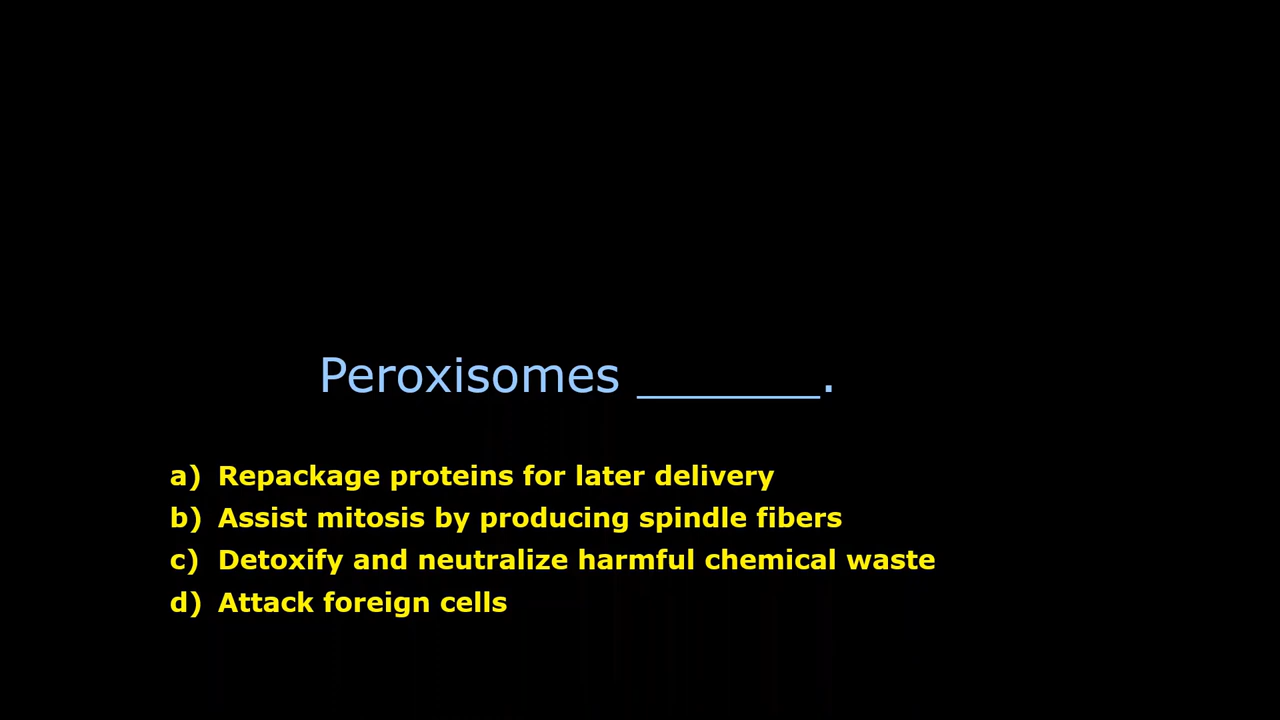 Peroxisomes _______.
a) Repackage proteins for later delivery
b) Assist mitosis by producing spindle fibers
c) Detoxify and neutralize harmful chemical waste
d) Attack foreign cells